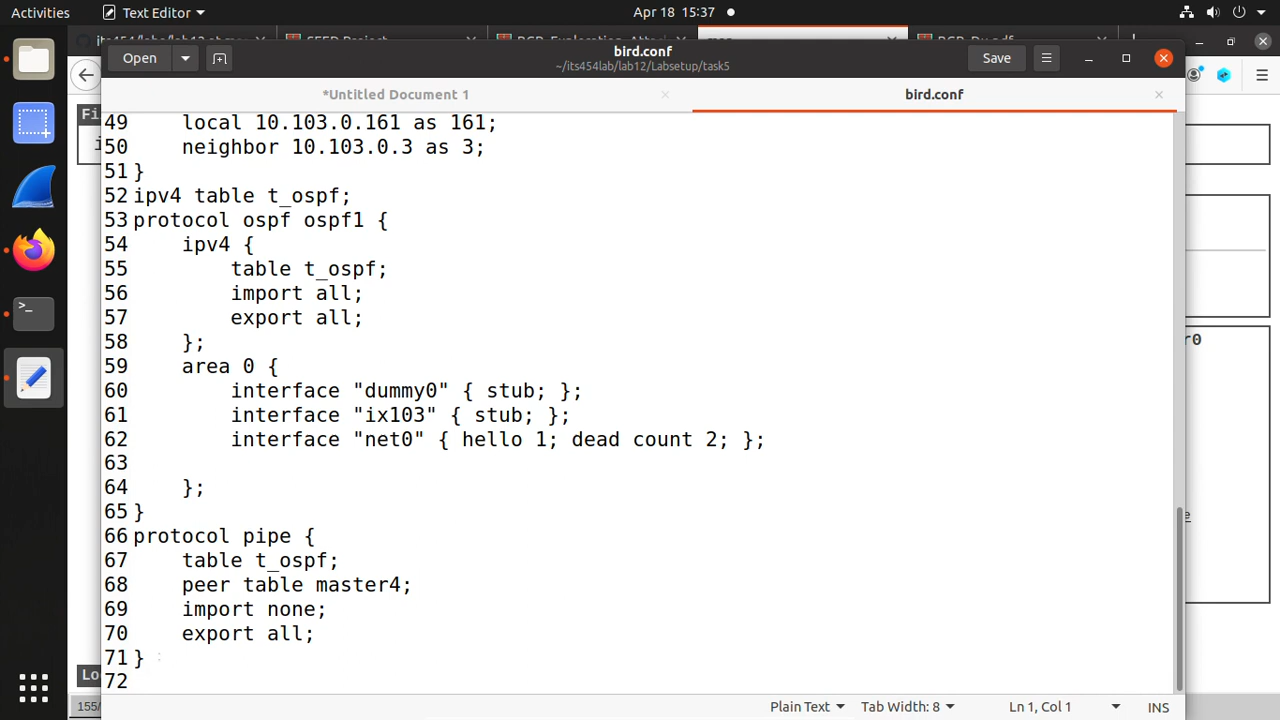 Activities
Text Editor
Apr 18 15:37
Open
bird.conf
~/its454lab/lab12/Labsetup/task5
Save
*Untitled Document 1
bird.conf
49 local 10.103.0.161 as 161;
50 neighbor 10.103.0.3 as 3;
51 }
52 ipv4 table t_ospf;
53 protocol ospf ospf1 {
54 ipv4 {
55 table t_ospf;
56 import all;
57 export all;
58 };
59 area 0 {
60 interface "dummy0" { stub; };
61 interface "ix103" { stub; };
62 interface "net0" { hello 1; dead count 2; };
63
64 };
65 }
66 protocol pipe {
67 table t_ospf;
68 peer table master4;
69 import none;
70 export all;
71 }
72
Fi
r0
Lo
155/
Plain Text
Tab Width: 8
Ln 1, Col 1
INS